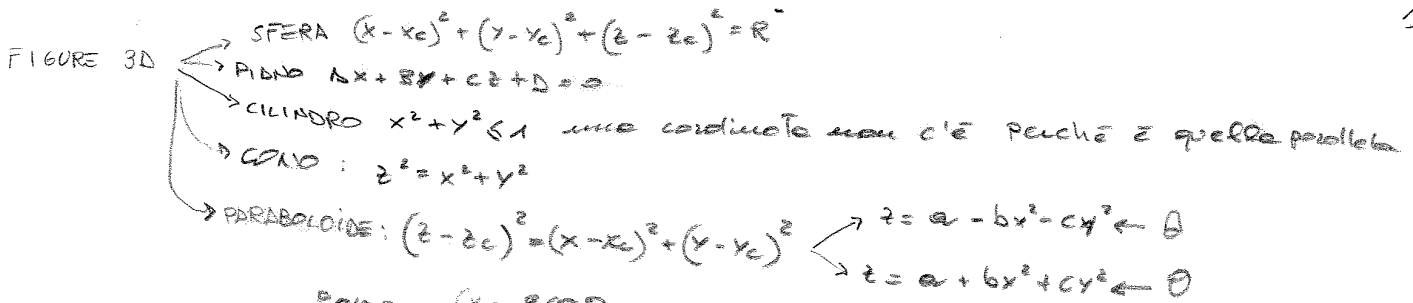 FIGURE 3D
SFERA (x-xc)² + (y-yc)² + (z-zc)² = R
PIANO Ax + By + cz + D = 0
CILINDRO x² + y² ≤ 1 una coordinata non c'è perché è quella parallela
CONO : z² = x² + y²
PARABOLOIDE: (z-zc)² = (x-xc)² + (y-yc)²
z = a - bx² - cy² ←
z = a + bx² + cy² ←